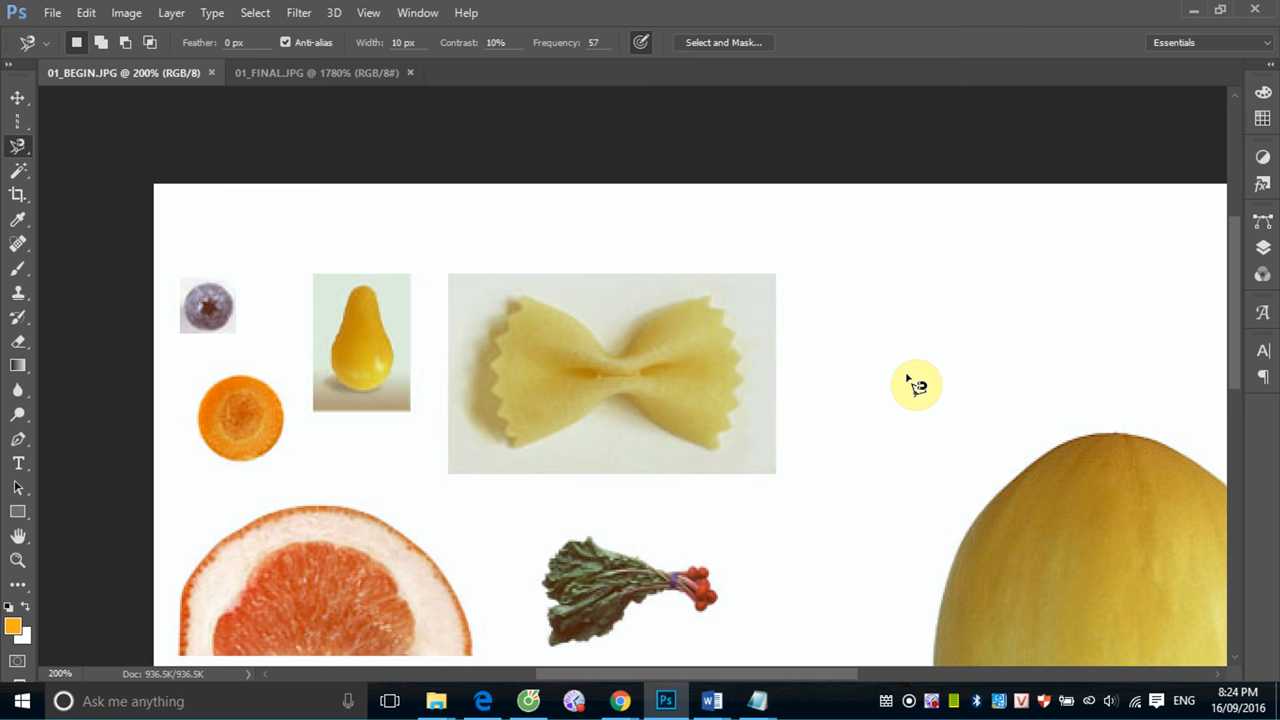 Ps File Edit Image Layer Type Select Filter 3D View Window Help
Feather: 0 px Anti-alias Width: 10 px Contrast: 10% Frequency: 57 Select and Mask... Essentials
01_BEGIN.JPG @ 200% (RGB/8) × 01_FINAL.JPG @ 1780% (RGB/8#) ×
200% Doc: 936.5K/936.5K
Ask me anything
ENG
8:24 PM
16/09/2016